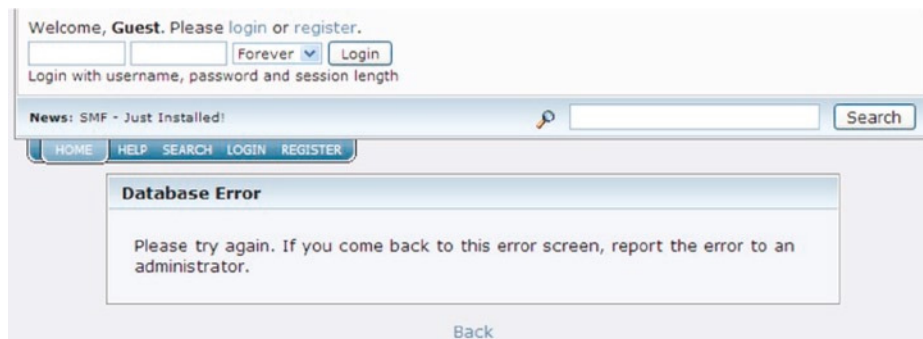 Welcome, Guest. Please login or register.
Forever Login
Login with username, password and session length
News: SMF - Just Installed! Search
HOME HELP SEARCH LOGIN REGISTER
Database Error
Please try again. If you come back to this error screen, report the error to an
administrator.
Back